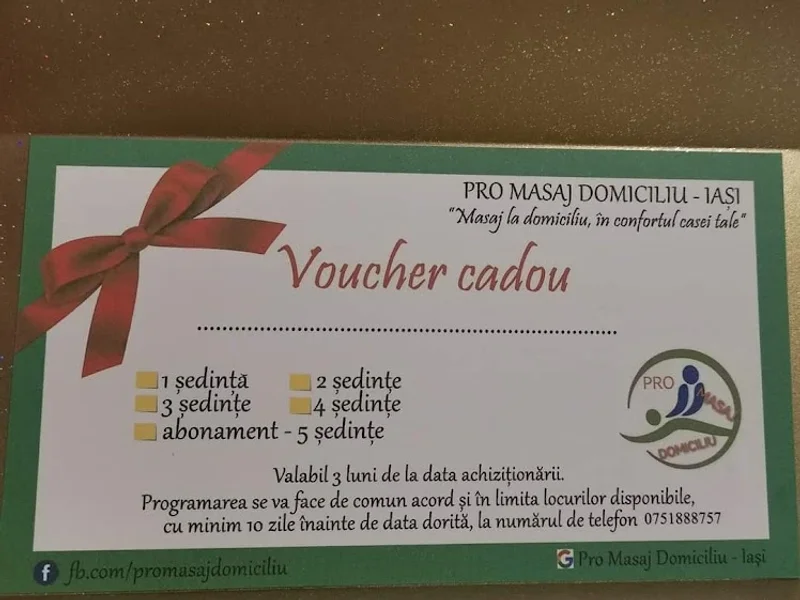 PRO MASAJ DOMICILIU - IAȘI
"Masaj la domiciliu, în confortul casei tale"
Voucher cadou
1 ședință
2 ședințe
3 ședințe
4 ședințe
abonament - 5 ședințe
PRO
MASAJ
DOMICILIU
Valabil 3 luni de la data achiziționării.
Programarea se va face de comun acord și în limita locurilor disponibile,
cu minim 10 zile înainte de data dorită, la numărul de telefon 0751888757
f fb.com/promasajdomiciliu
G Pro Masaj Domiciliu - Iași